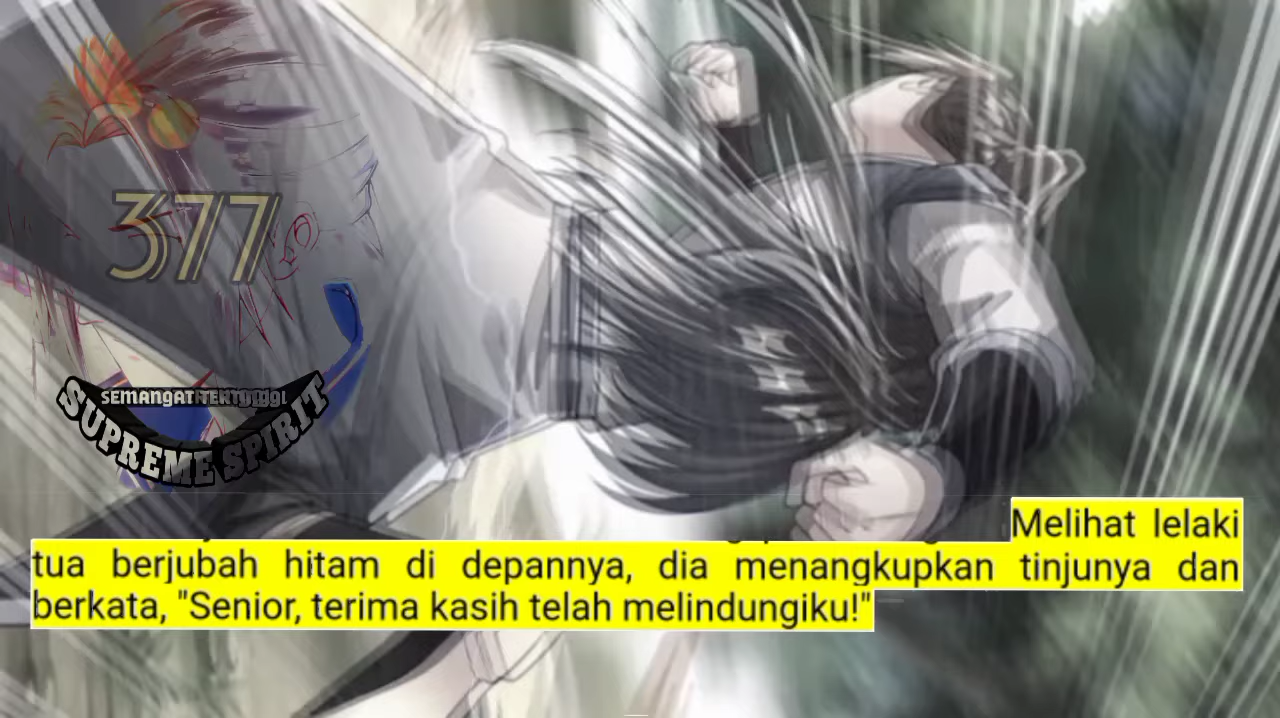 377
SUPREME SPIRIT
Melihat lelaki
tua berjubah hitam di depannya, dia menangkupkan tinjunya dan
berkata, "Senior, terima kasih telah melindungiku!"